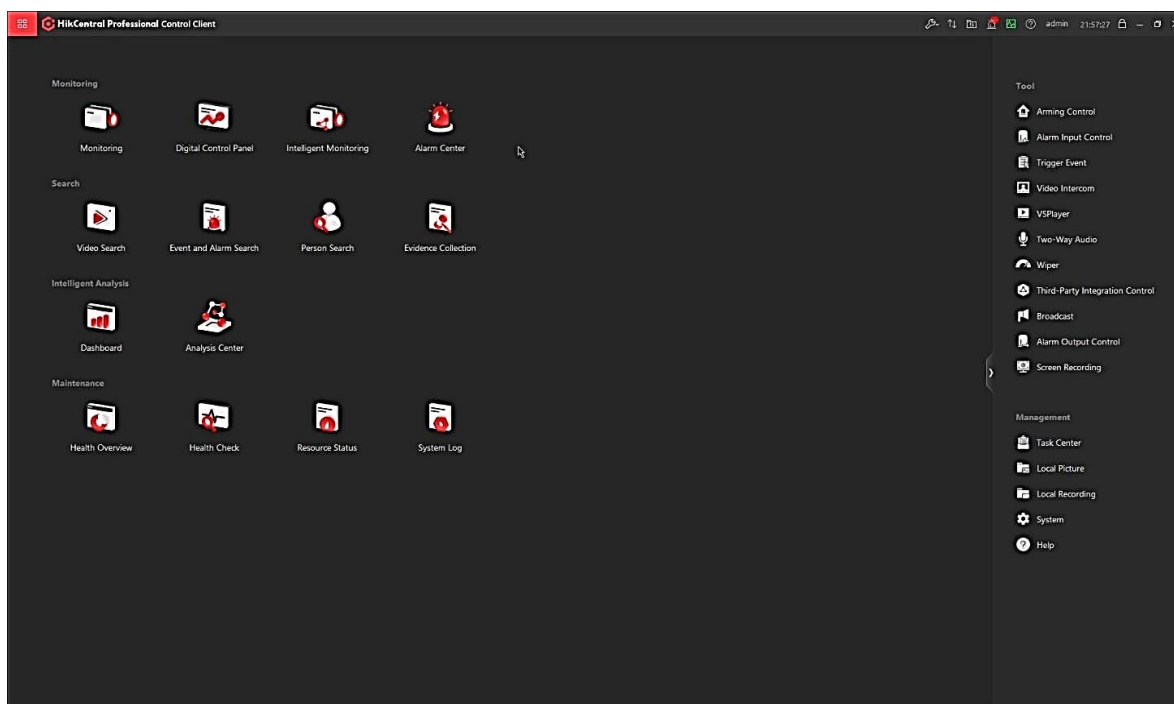 HikCentral Professional Control Client
admin 21:57:27
Monitoring
Monitoring
Digital Control Panel
Intelligent Monitoring
Alarm Center
Search
Video Search
Event and Alarm Search
Person Search
Evidence Collection
Intelligent Analysis
Dashboard
Analysis Center
Maintenance
Health Overview
Health Check
Resource Status
System Log
Tool
Arming Control
Alarm Input Control
Trigger Event
Video Intercom
VSPlayer
Two-Way Audio
Wiper
Third-Party Integration Control
Broadcast
Alarm Output Control
Screen Recording
Management
Task Center
Local Picture
Local Recording
System
Help